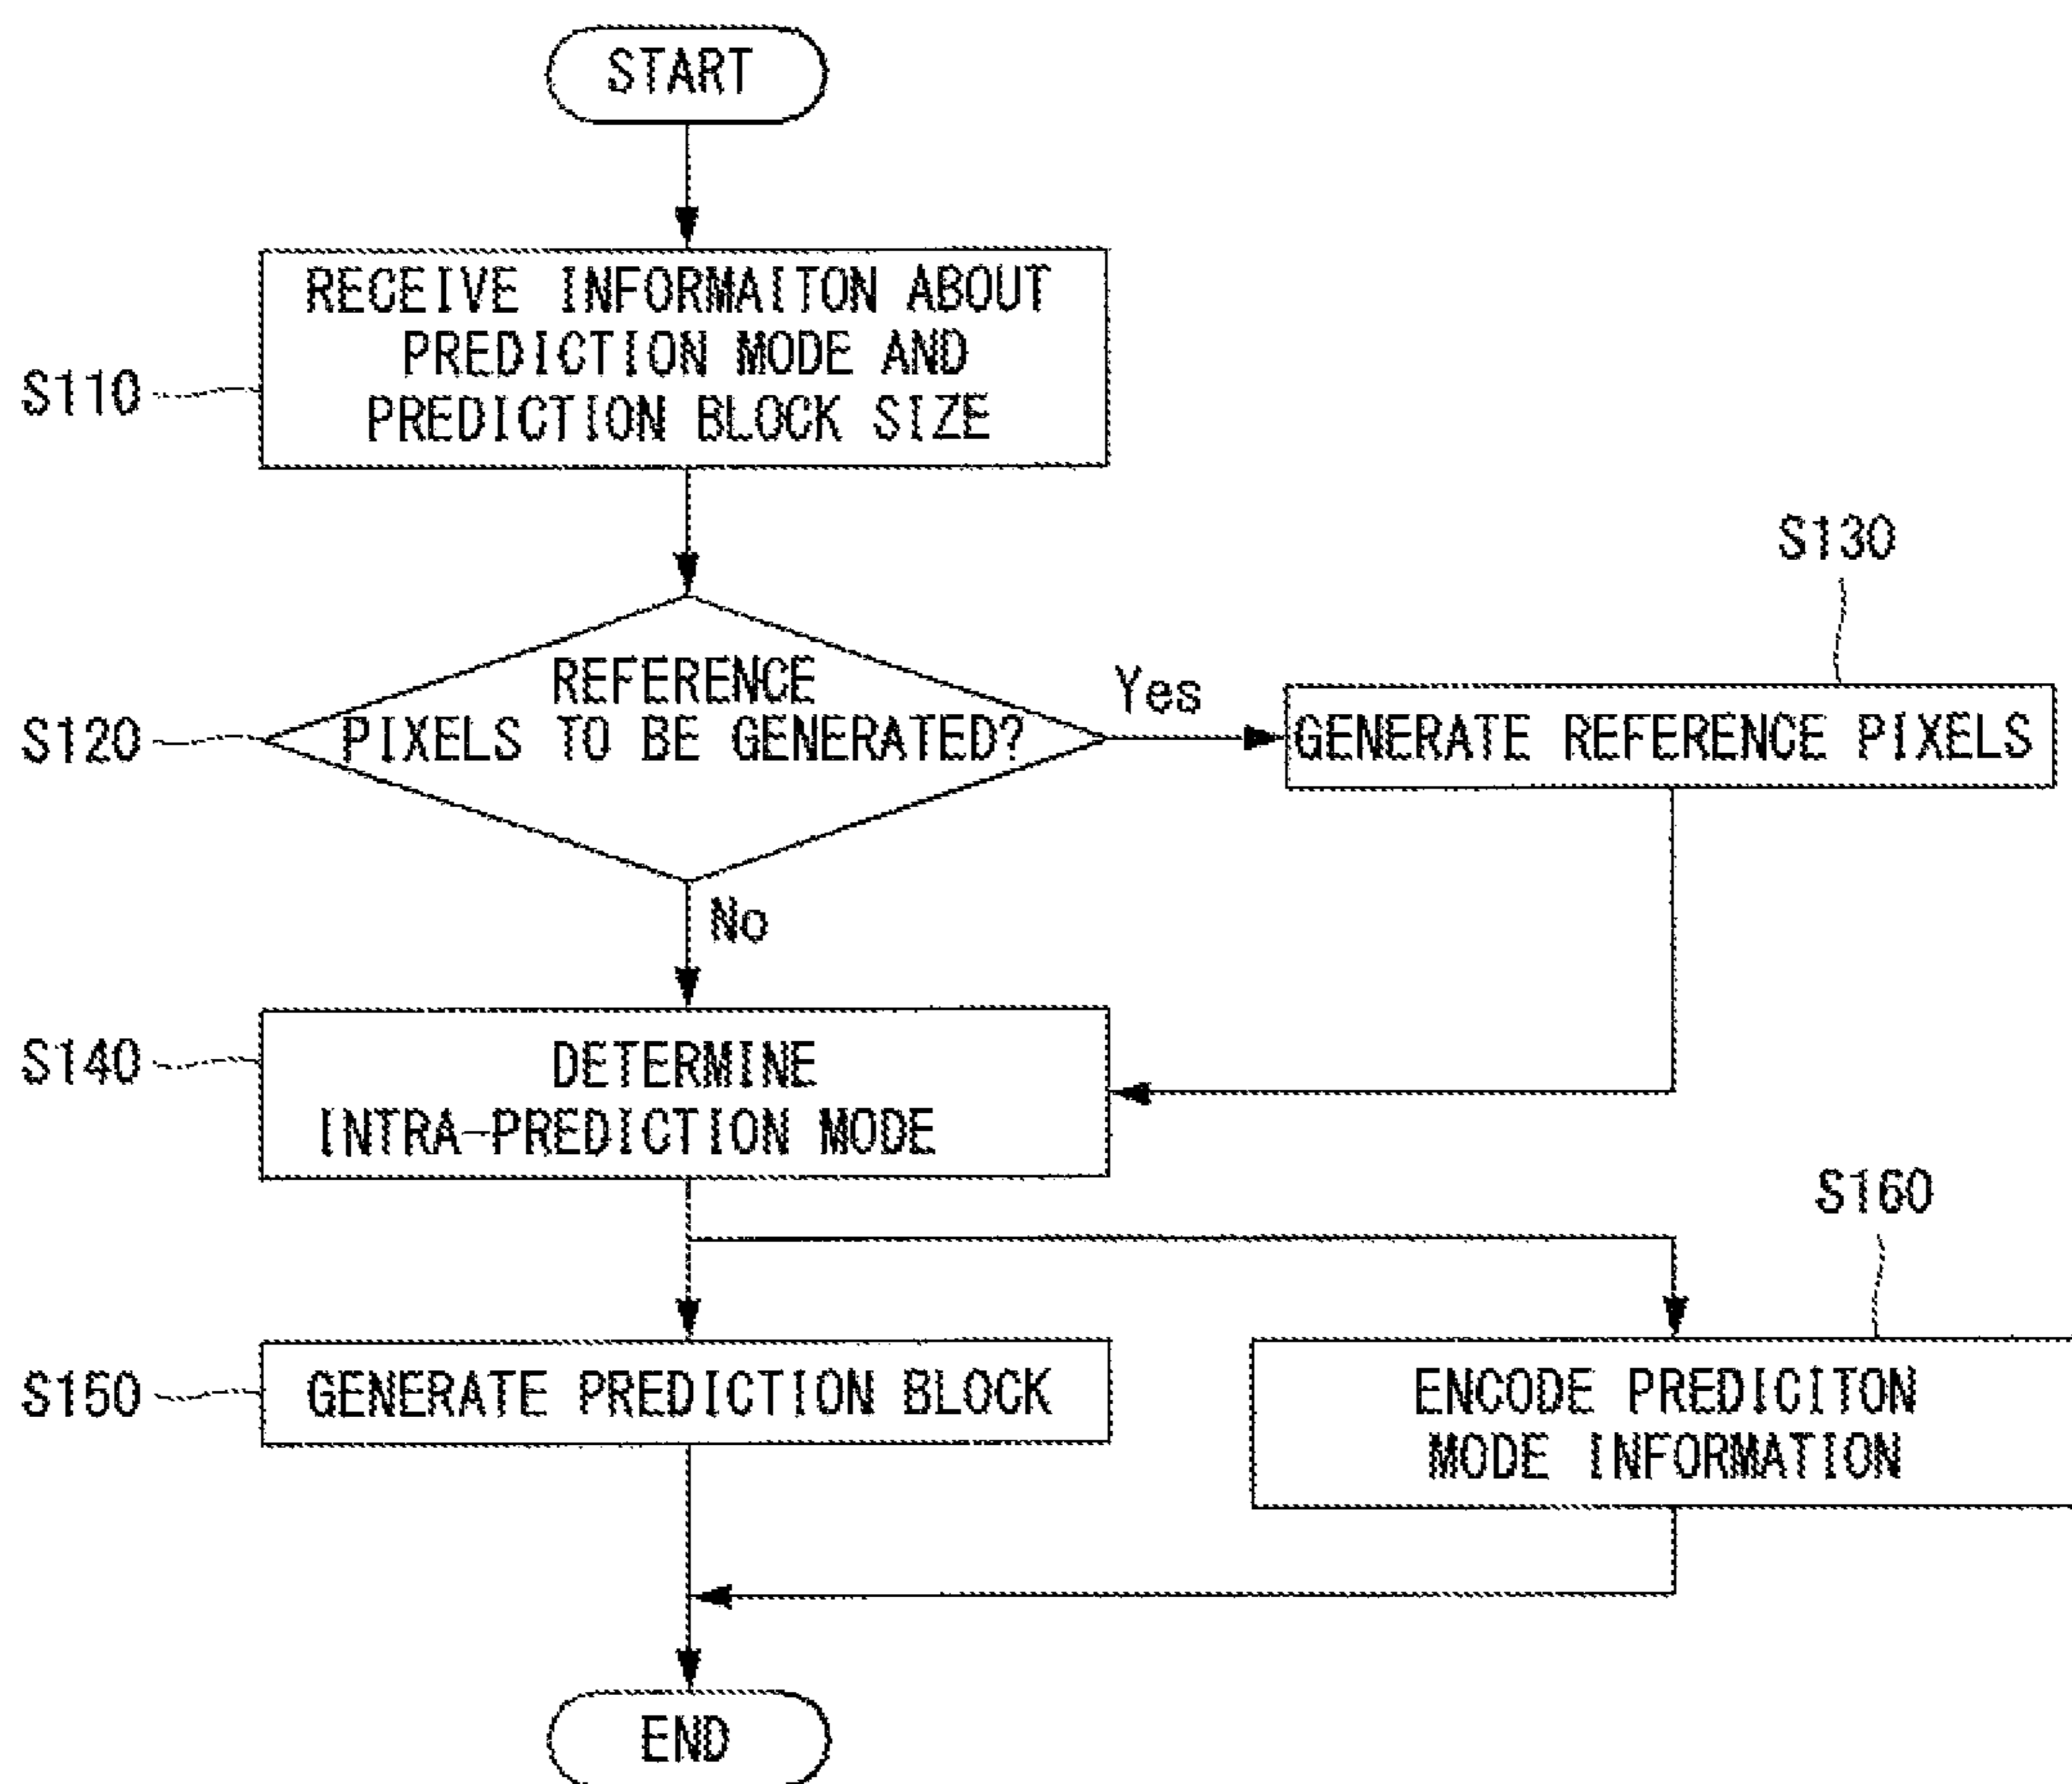 START
RECEIVE INFORMAITON ABOUT
PREDICTION MODE AND
PREDICTION BLOCK SIZE
S110
S130
REFERENCE
PIXELS TO BE GENERATED?
S120
Yes
GENERATE REFERENCE PIXELS
No
S140
DETERMINE
INTRA-PREDICTION MODE
S160
S150
GENERATE PREDICTION BLOCK
ENCODE PREDICITON
MODE INFORMATION
END